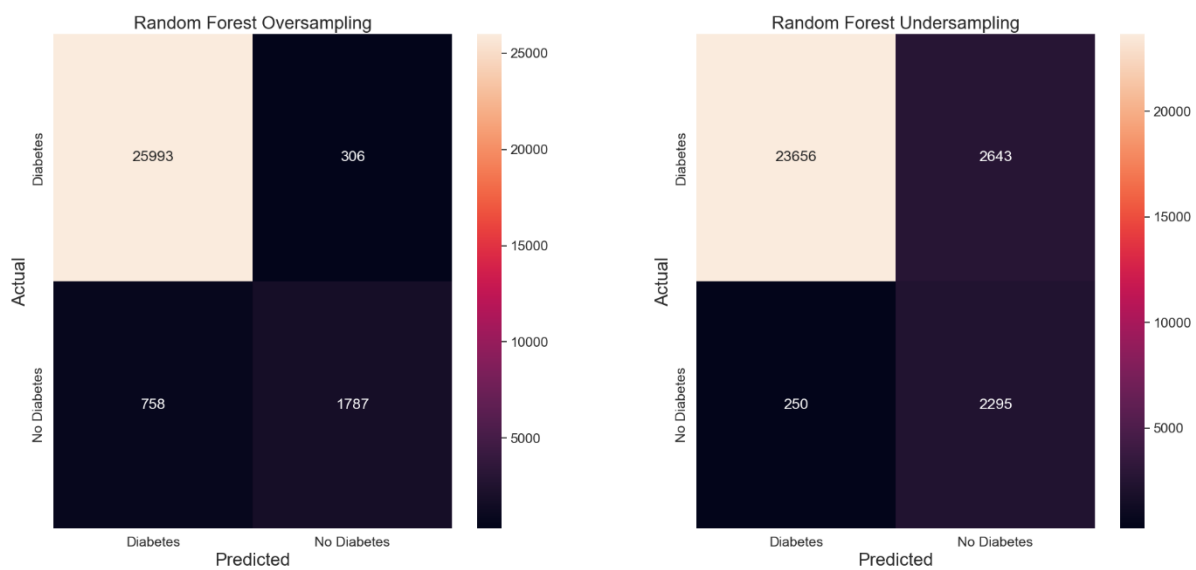 Random Forest Oversampling
Actual
Diabetes
No Diabetes
25993
306
758
1787
Diabetes
No Diabetes
Predicted
25000
20000
15000
10000
5000
Random Forest Undersampling
Actual
Diabetes
No Diabetes
23656
2643
250
2295
Diabetes
No Diabetes
Predicted
20000
15000
10000
5000